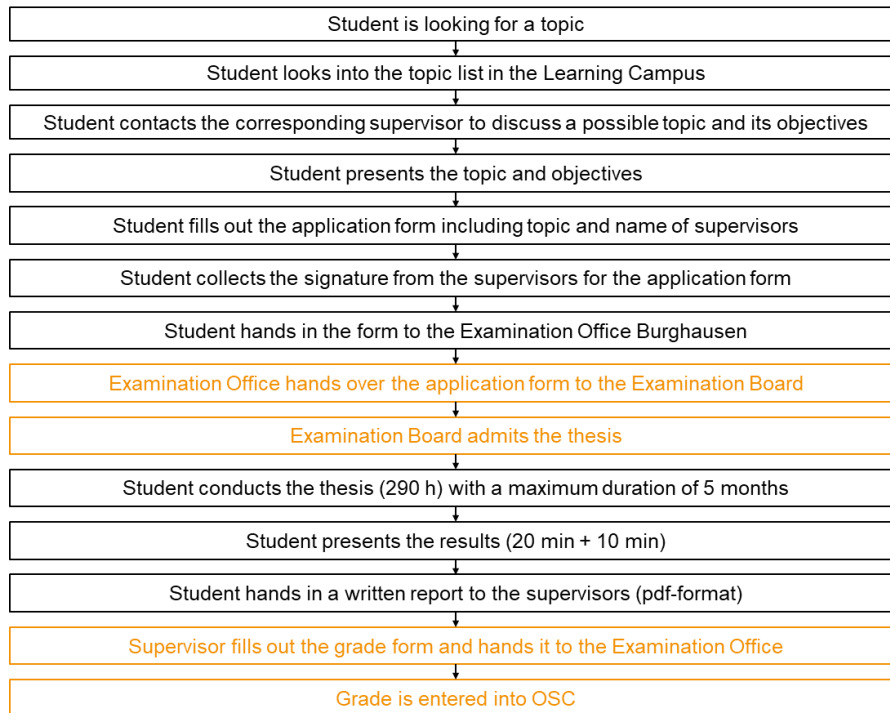 Student is looking for a topic
Student looks into the topic list in the Learning Campus
Student contacts the corresponding supervisor to discuss a possible topic and its objectives
Student presents the topic and objectives
Student fills out the application form including topic and name of supervisors
Student collects the signature from the supervisors for the application form
Student hands in the form to the Examination Office Burghausen
Examination Office hands over the application form to the Examination Board
Examination Board admits the thesis
Student conducts the thesis (290 h) with a maximum duration of 5 months
Student presents the results (20 min + 10 min)
Student hands in a written report to the supervisors (pdf-format)
Supervisor fills out the grade form and hands it to the Examination Office
Grade is entered into OSC